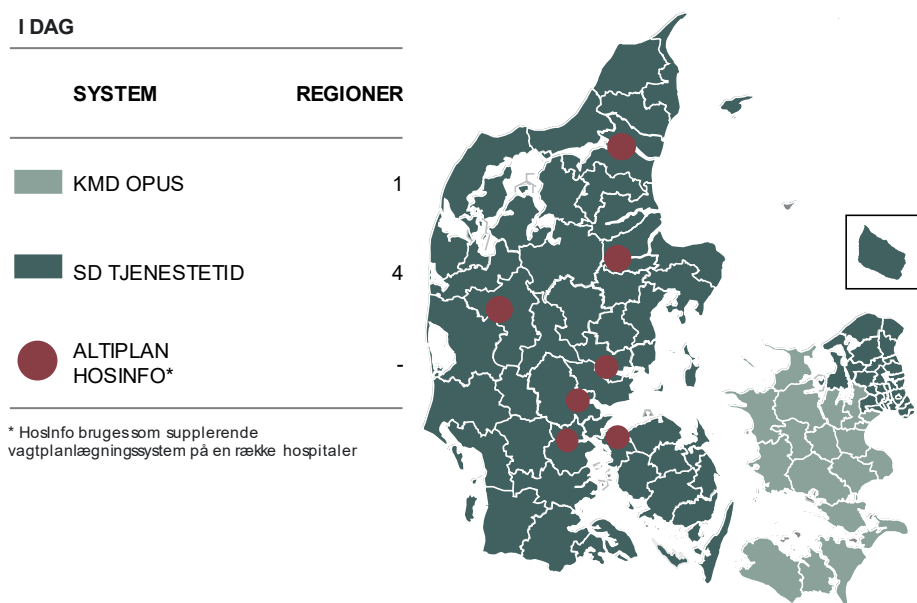 I DAG
SYSTEM REGIONER
KMD OPUS 1
SD TJENESTETID 4
ALTIPLAN
HOSINFO* -
* HosInfo bruges som supplerende
vagtplanlægningssystem på en række hospitaler